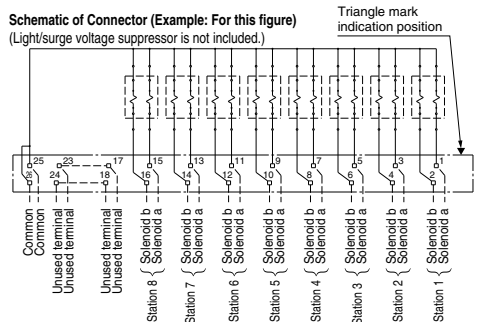 Schematic of Connector (Example: For this figure)
(Light/surge voltage suppressor is not included.)
Triangle mark
indication position
25 23 17 15 13 11 9 7 5 3 1
26 24 18 16 14 12 10 8 6 4 2
Common
Common
Unused terminal
Unused terminal
Unused terminal
Unused terminal
Solenoid b
Solenoid a
Solenoid b
Solenoid a
Solenoid b
Solenoid a
Solenoid b
Solenoid a
Solenoid b
Solenoid a
Solenoid b
Solenoid a
Solenoid b
Solenoid a
Solenoid b
Solenoid a
Station 8
Station 7
Station 6
Station 5
Station 4
Station 3
Station 2
Station 1